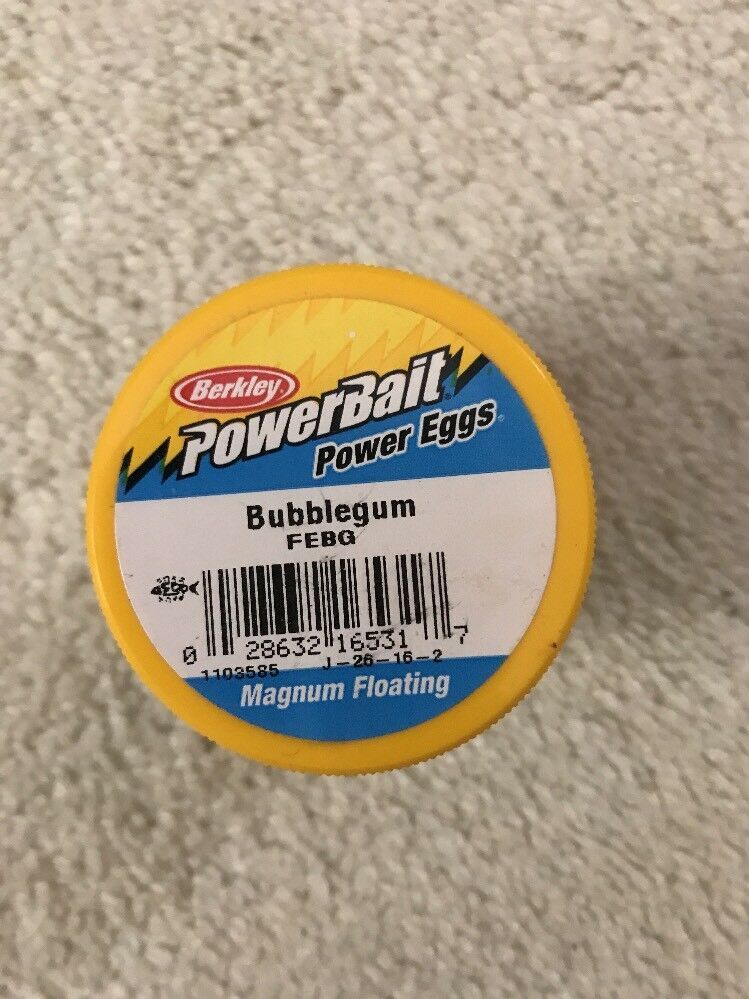 Berkley
PowerBait
Power Eggs
Bubblegum
FEBG
0 28632 16531 7
1103585 J-26-16-2
Magnum Floating